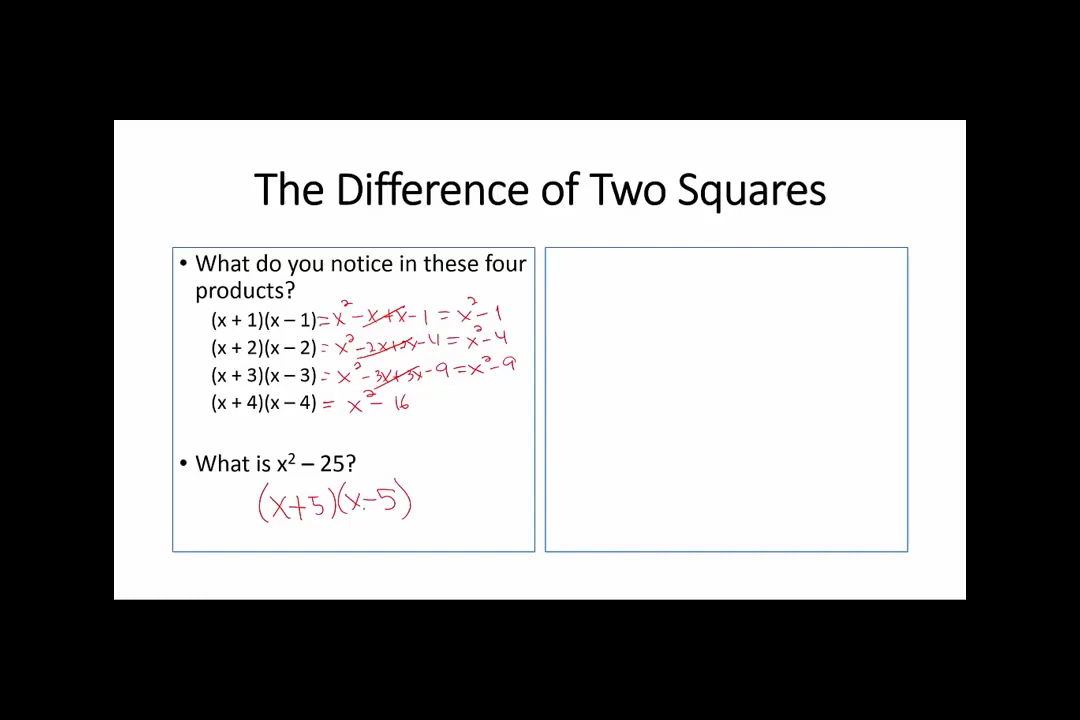 The Difference of Two Squares
• What do you notice in these four
products?
(x + 1)(x – 1) = x² - x + x - 1 = x² - 1
(x + 2)(x – 2) = x² - 2x + 2x - 4 = x² - 4
(x + 3)(x – 3) = x² - 3x + 3x - 9 = x² - 9
(x + 4)(x – 4) = x² - 16
• What is x² – 25?
(x+5)(x-5)